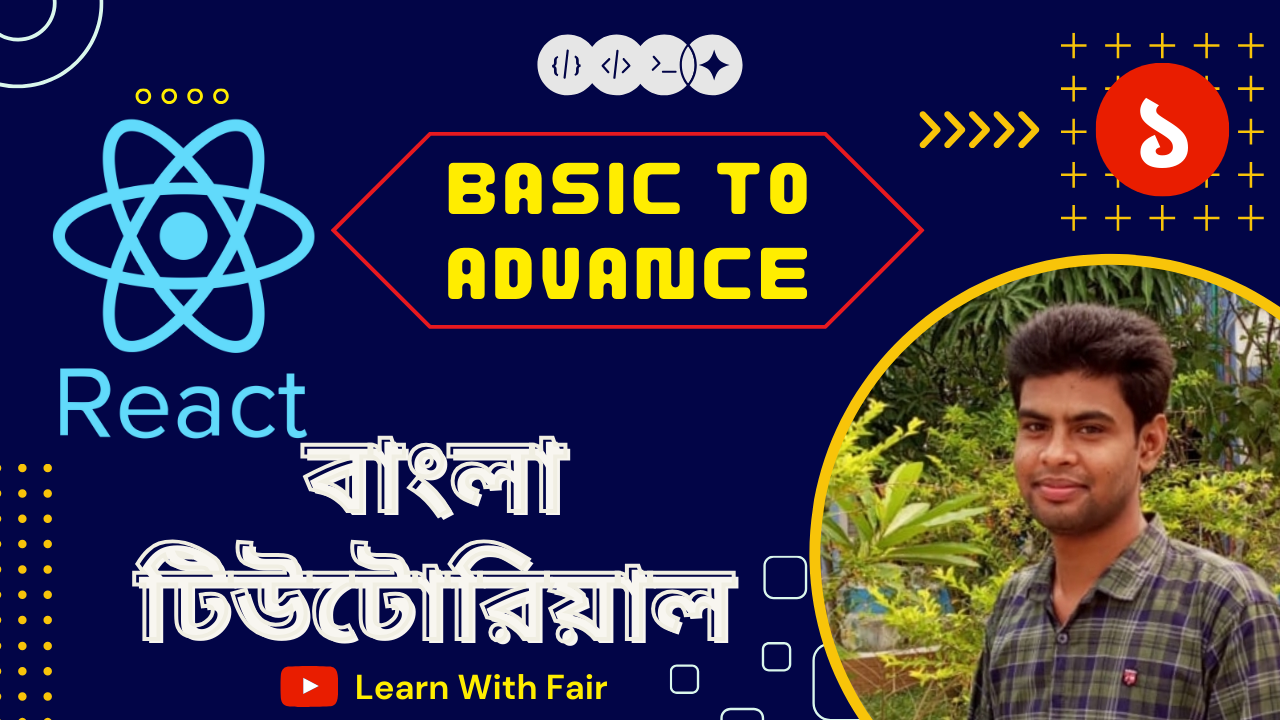 {/} </> >_
BASIC TO
ADVANCE
১
React
বাংলা
টিউটোরিয়াল
Learn With Fair